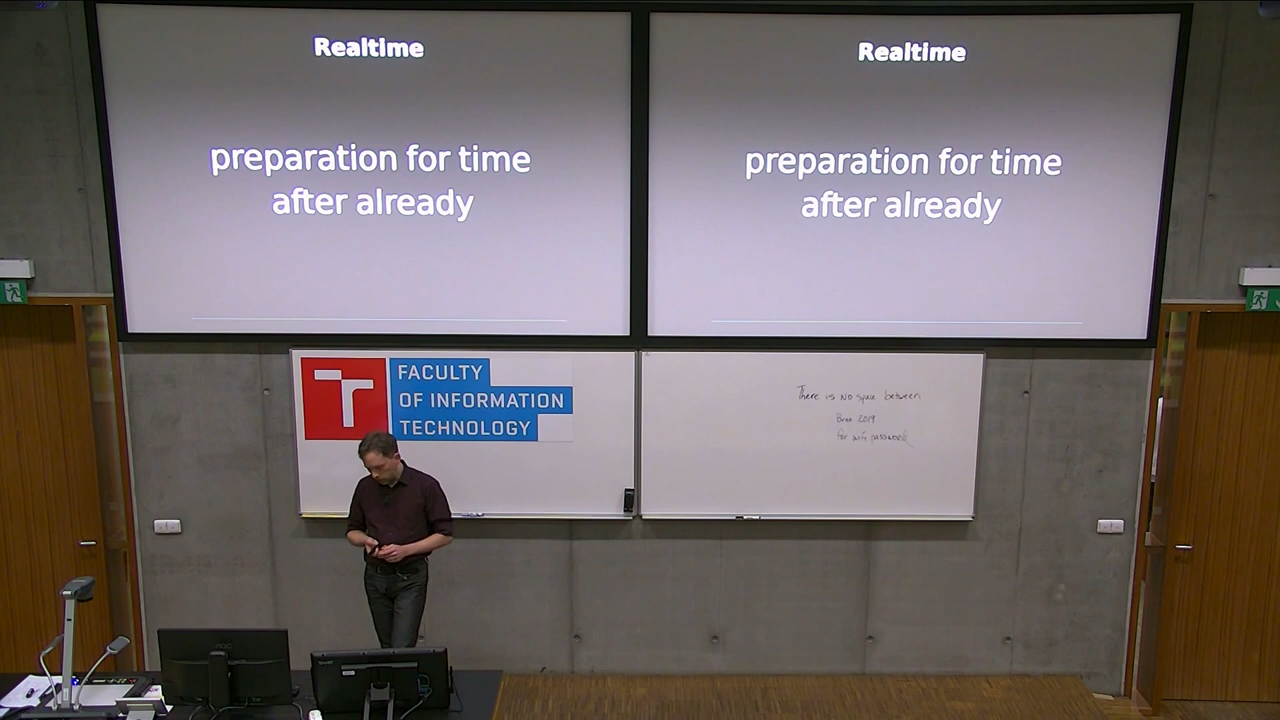 Realtime
preparation for time
after already
Realtime
preparation for time
after already
FACULTY
OF INFORMATION
TECHNOLOGY
There is NO space between
Brno 2019
for wifi password